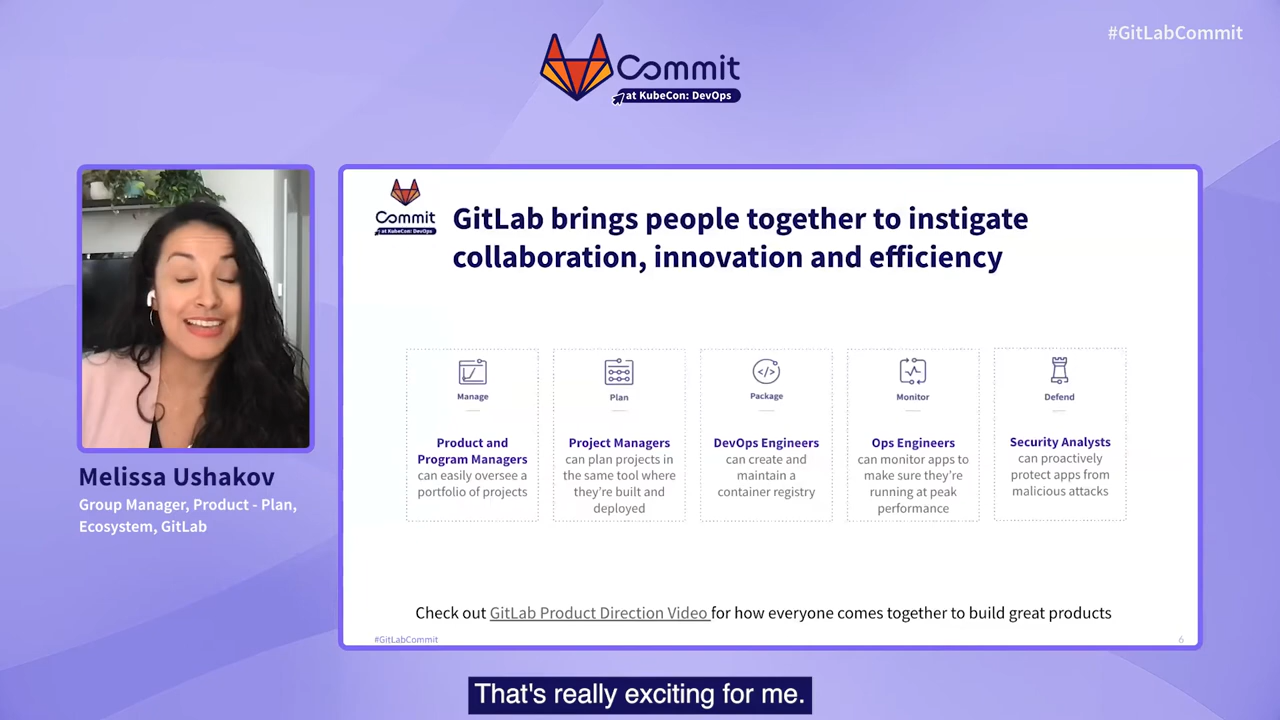 #GitLabCommit
Commit
at KubeCon: DevOps
Commit
at KubeCon: DevOps
GitLab brings people together to instigate
collaboration, innovation and efficiency
Manage
Product and
Program Managers
can easily oversee a
portfolio of projects
Plan
Project Managers
can plan projects in
the same tool where
they're built and
deployed
Package
DevOps Engineers
can create and
maintain a
container registry
Monitor
Ops Engineers
can monitor apps to
make sure they're
running at peak
performance
Defend
Security Analysts
can proactively
protect apps from
malicious attacks
Check out GitLab Product Direction Video for how everyone comes together to build great products
#GitLabCommit
6
Melissa Ushakov
Group Manager, Product - Plan,
Ecosystem, GitLab
That's really exciting for me.